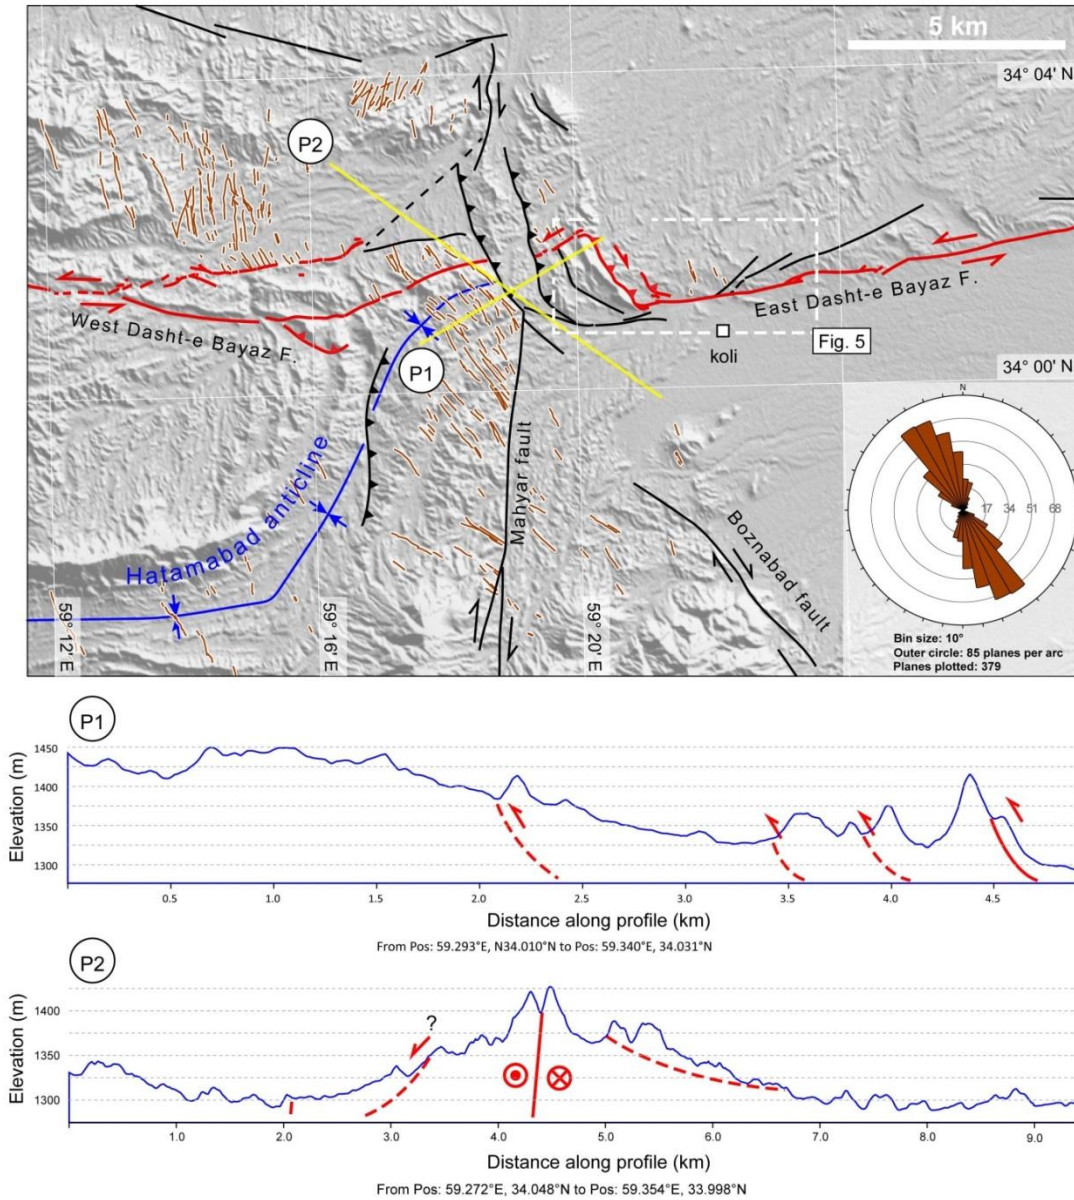 5 km
34° 04' N
P2
East Dasht-e Bayaz F.
West Dasht-e Bayaz F.
koli
Fig. 5
P1
34° 00' N
Hatamabad anticline
Mahyar fault
Boznabad fault
59° 12' E
59° 16' E
59° 20' E
N
17 34 51 68
Bin size: 10°
Outer circle: 85 planes per arc
Planes plotted: 379
P1
Elevation (m)
1450
1400
1350
1300
0.5 1.0 1.5 2.0 2.5 3.0 3.5 4.0 4.5
Distance along profile (km)
From Pos: 59.293°E, N34.010°N to Pos: 59.340°E, 34.031°N
P2
Elevation (m)
?
1400
1350
1300
1.0 2.0 3.0 4.0 5.0 6.0 7.0 8.0 9.0
Distance along profile (km)
From Pos: 59.272°E, 34.048°N to Pos: 59.354°E, 33.998°N